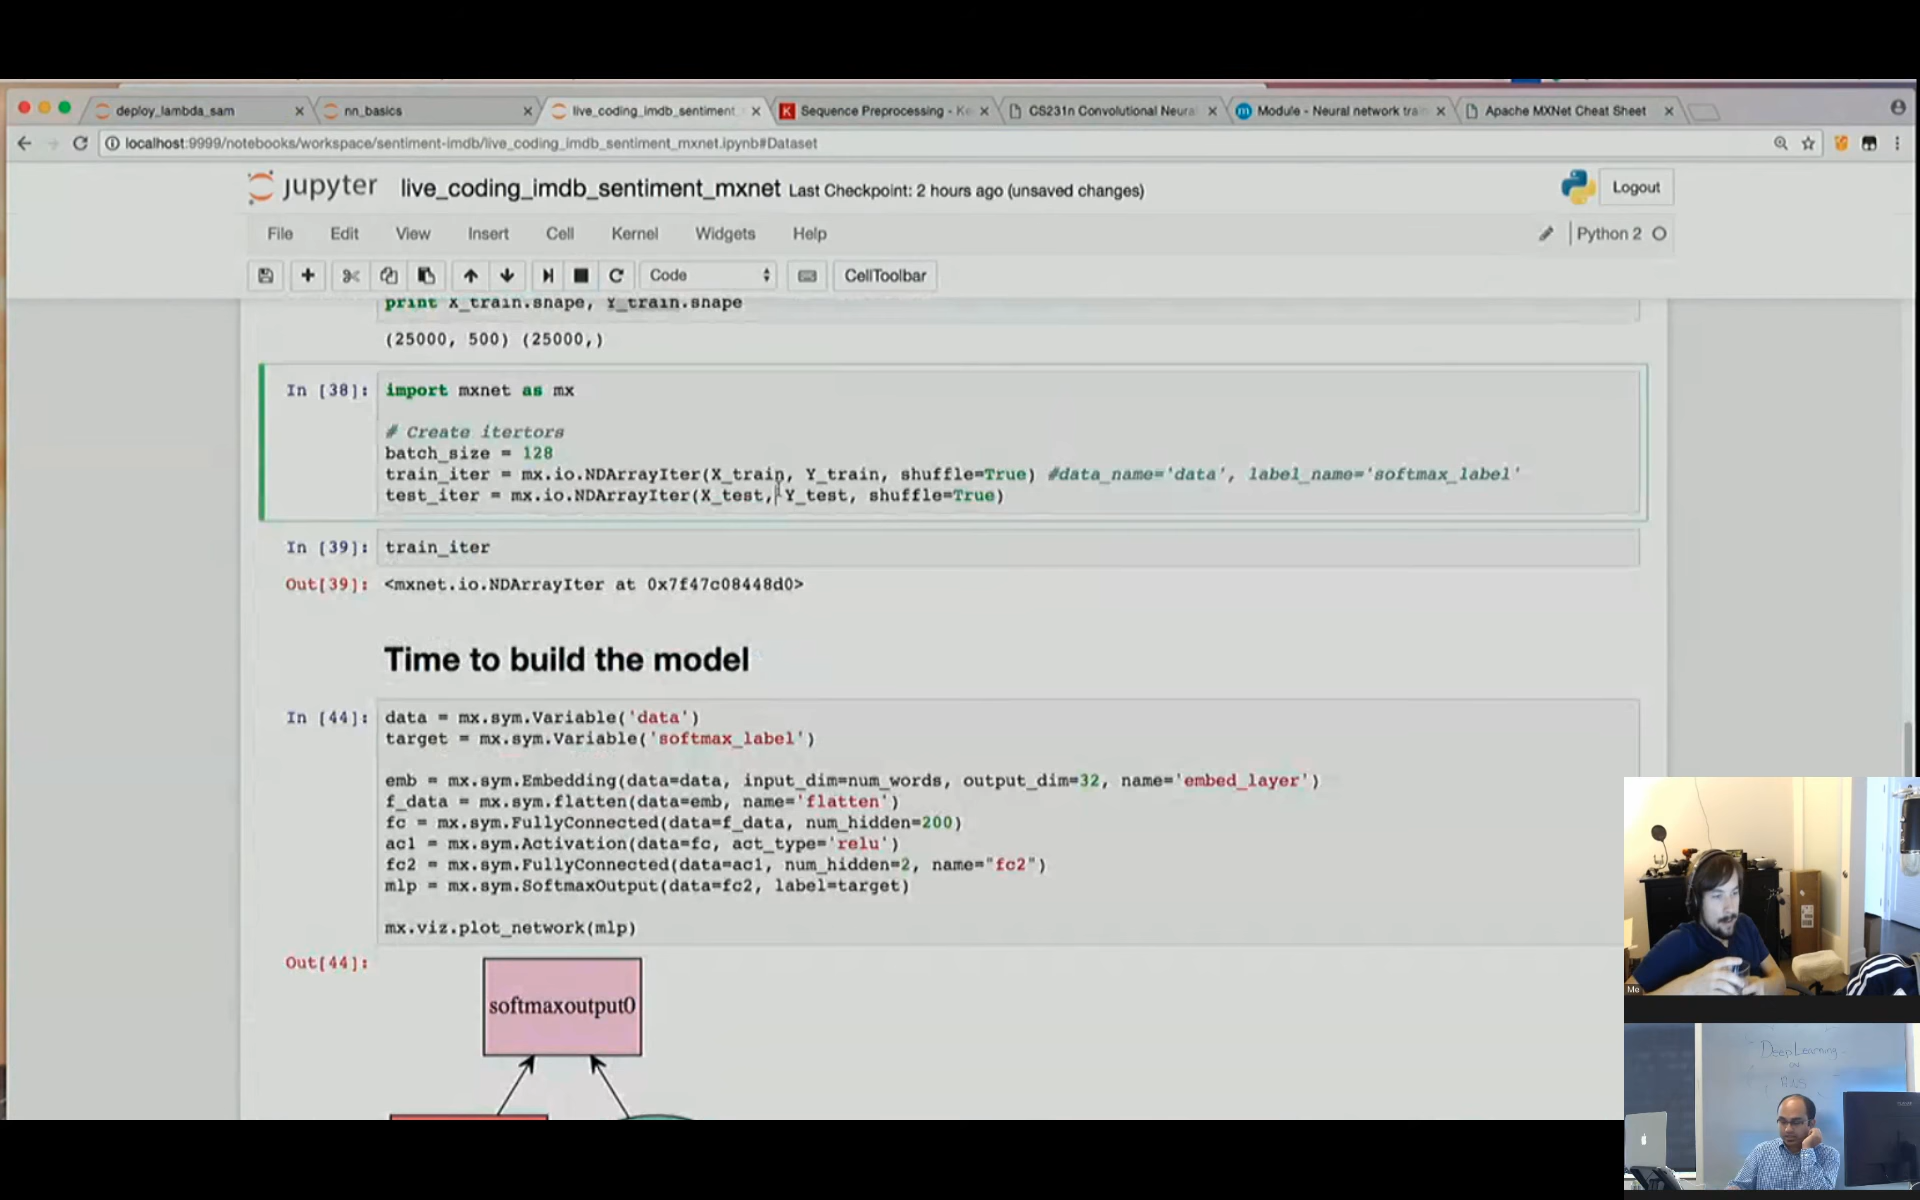 deploy_lambda_sam
nn_basics
live_coding_imdb_sentiment
Sequence Preprocessing - Ke
CS231n Convolutional Neura
Module - Neural network trai
Apache MXNet Cheat Sheet
localhost:9999/notebooks/workspace/sentiment-imdb/live_coding_imdb_sentiment_mxnet.ipynb#Dataset
jupyter live_coding_imdb_sentiment_mxnet Last Checkpoint: 2 hours ago (unsaved changes)
Logout
File Edit View Insert Cell Kernel Widgets Help
Python 2
Code
CellToolbar
print X_train.shape, Y_train.shape
(25000, 500) (25000,)
In [38]: import mxnet as mx
# Create itertors
batch_size = 128
train_iter = mx.io.NDArrayIter(X_train, Y_train, shuffle=True) #data_name='data', label_name='softmax_label'
test_iter = mx.io.NDArrayIter(X_test, Y_test, shuffle=True)
In [39]: train_iter
Out[39]: <mxnet.io.NDArrayIter at 0x7f47c08448d0>
Time to build the model
In [44]: data = mx.sym.Variable('data')
target = mx.sym.Variable('softmax_label')
emb = mx.sym.Embedding(data=data, input_dim=num_words, output_dim=32, name='embed_layer')
f_data = mx.sym.flatten(data=emb, name='flatten')
fc = mx.sym.FullyConnected(data=f_data, num_hidden=200)
ac1 = mx.sym.Activation(data=fc, act_type='relu')
fc2 = mx.sym.FullyConnected(data=ac1, num_hidden=2, name="fc2")
mlp = mx.sym.SoftmaxOutput(data=fc2, label=target)
mx.viz.plot_network(mlp)
Out[44]:
softmaxoutput0
Me
Deep Learning